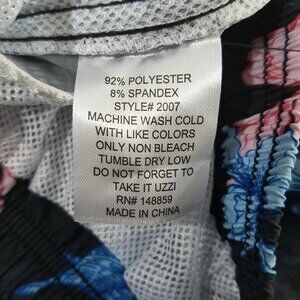 92% POLYESTER
8% SPANDEX
STYLE# 2007
MACHINE WASH COLD
WITH LIKE COLORS
ONLY NON BLEACH
TUMBLE DRY LOW
DO NOT FORGET TO
TAKE IT UZZI
RN# 148859
MADE IN CHINA